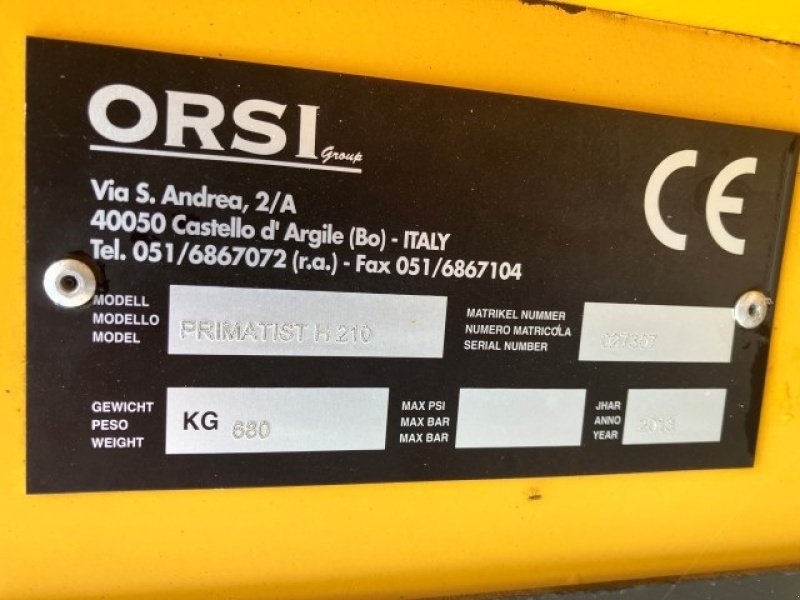 ORSI
Group
CE
Via S. Andrea, 2/A
40050 Castello d' Argile (Bo) - ITALY
Tel. 051/6867072 (r.a.) - Fax 051/6867104
MODELL
MODELLO
MODEL
PRIMATIST H 210
MATRIKEL NUMMER
NUMERO MATRICOLA
SERIAL NUMBER
027307
GEWICHT
PESO
WEIGHT
KG 680
MAX PSI
MAX BAR
MAX BAR
JHAR
ANNO
YEAR